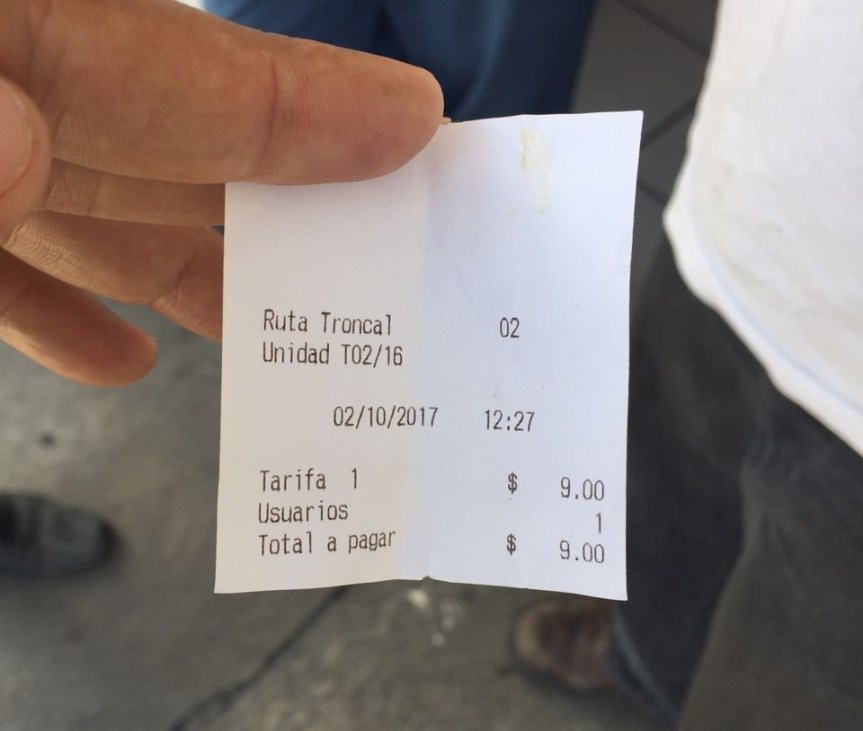 Ruta Troncal 02
Unidad T02/16
02/10/2017 12:27
Tarifa 1 $ 9.00
Usuarios 1
Total a pagar $ 9.00